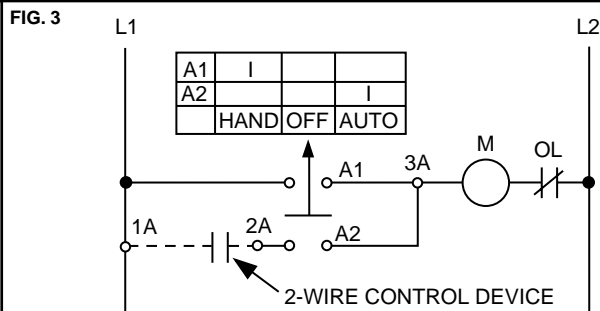 FIG. 3
L1
L2
A1 I
A2 I
HAND OFF AUTO
A1
3A
M
OL
1A
2A
A2
2-WIRE CONTROL DEVICE